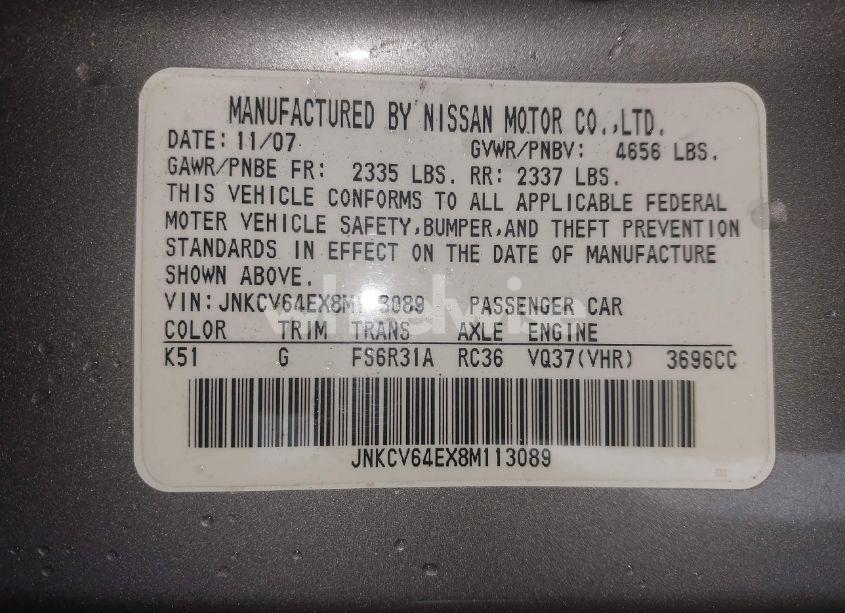 MANUFACTURED BY NISSAN MOTOR CO.,LTD.
DATE: 11/07 GVWR/PNBV: 4656 LBS.
GAWR/PNBE FR: 2335 LBS. RR: 2337 LBS.
THIS VEHICLE CONFORMS TO ALL APPLICABLE FEDERAL
MOTER VEHICLE SAFETY,BUMPER,AND THEFT PREVENTION
STANDARDS IN EFFECT ON THE DATE OF MANUFACTURE
SHOWN ABOVE.
VIN: JNKCV64EX8M113089 PASSENGER CAR
wheelwise
COLOR TRIM TRANS AXLE ENGINE
K51 G FS6R31A RC36 VQ37(VHR) 3696CC
JNKCV64EX8M113089